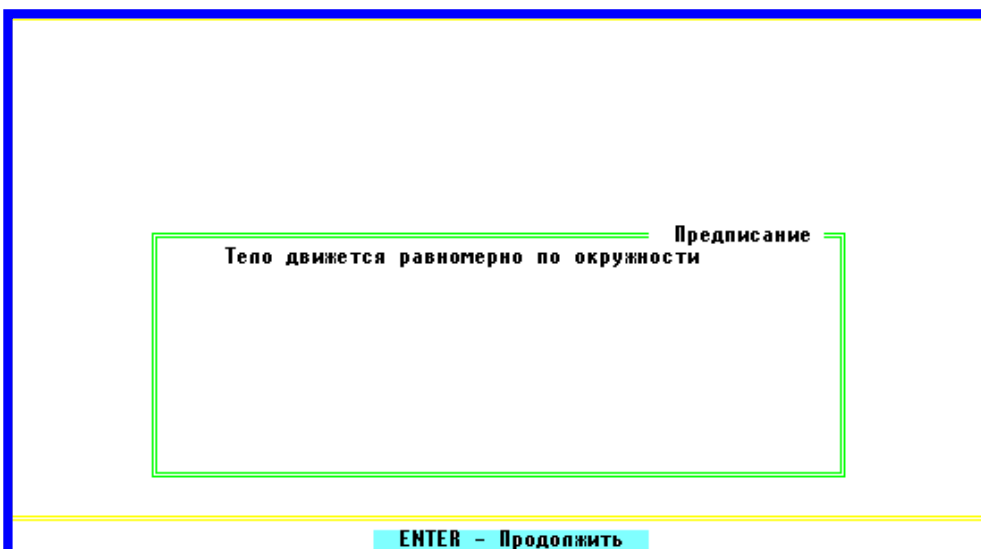 Предписание
Тело движется равномерно по окружности
ENTER - Продолжить